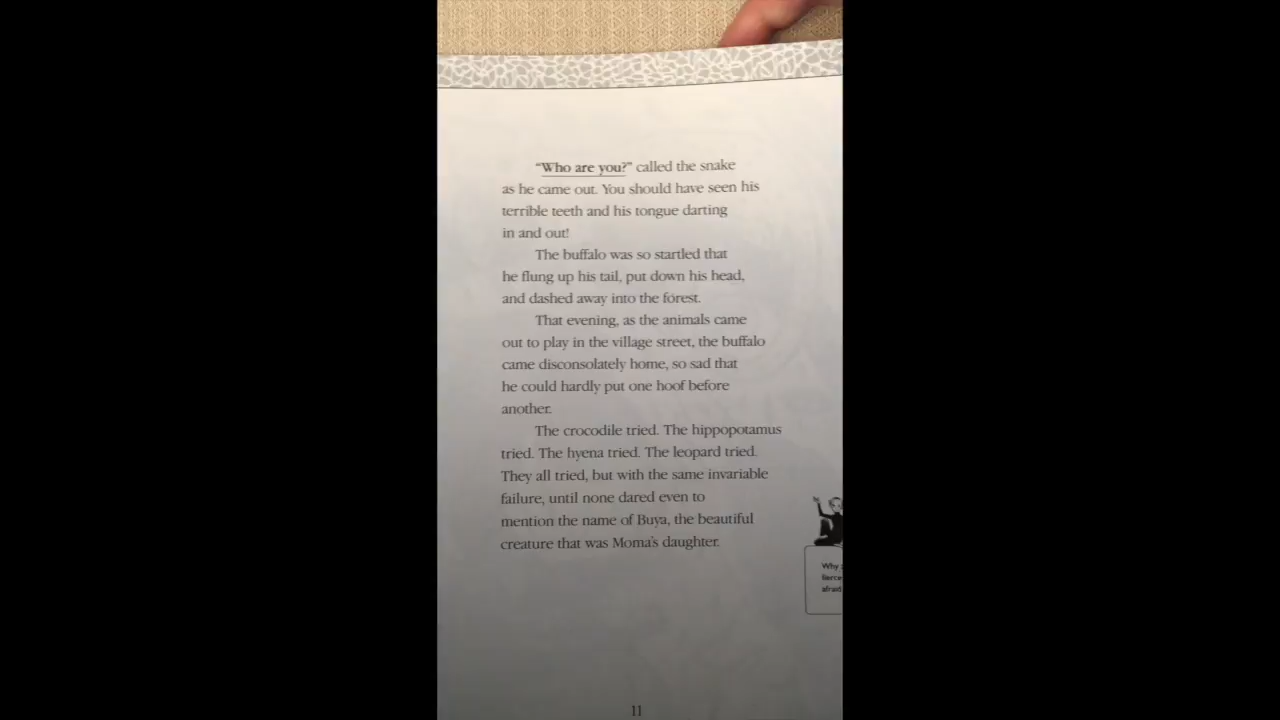 “Who are you?” called the snake
as he came out. You should have seen his
terrible teeth and his tongue darting
in and out!
The buffalo was so startled that
he flung up his tail, put down his head,
and dashed away into the forest.
That evening, as the animals came
out to play in the village street, the buffalo
came disconsolately home, so sad that
he could hardly put one hoof before
another.
The crocodile tried. The hippopotamus
tried. The hyena tried. The leopard tried.
They all tried, but with the same invariable
failure, until none dared even to
mention the name of Buya, the beautiful
creature that was Moma's daughter.
Why
fierce
afraid
11